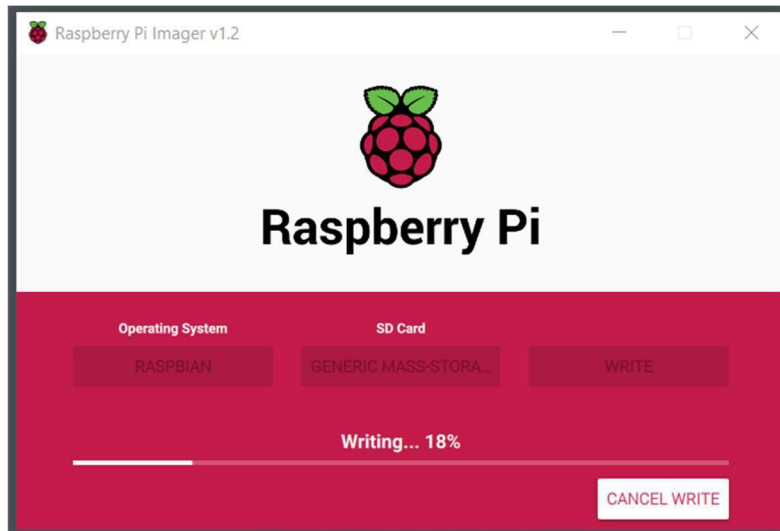 Raspberry Pi Imager v1.2
Raspberry Pi
Operating System
SD Card
RASPBIAN
GENERIC MASS-STORA...
WRITE
Writing... 18%
CANCEL WRITE